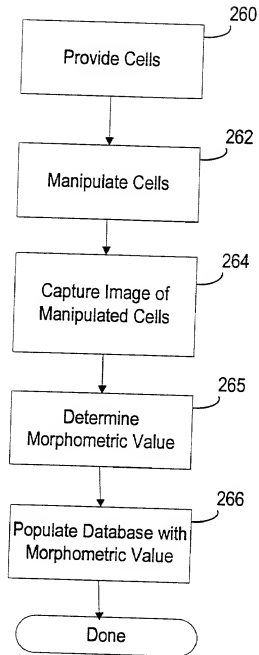 260
Provide Cells
262
Manipulate Cells
264
Capture Image of
Manipulated Cells
265
Determine
Morphometric Value
266
Populate Database with
Morphometric Value
Done